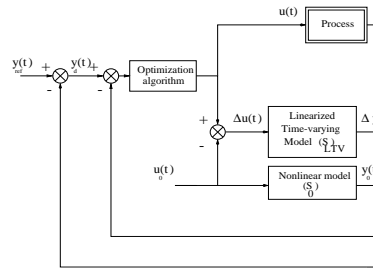 u(t)
Process
y(t)
ref
+
-
y(t)
d
+
-
Optimization
algorithm
+
-
Δu(t)
Linearized
Time-varying
Model (S )
LTV
Δ
u(t)
o
Nonlinear model
(S )
0
y(t)
o